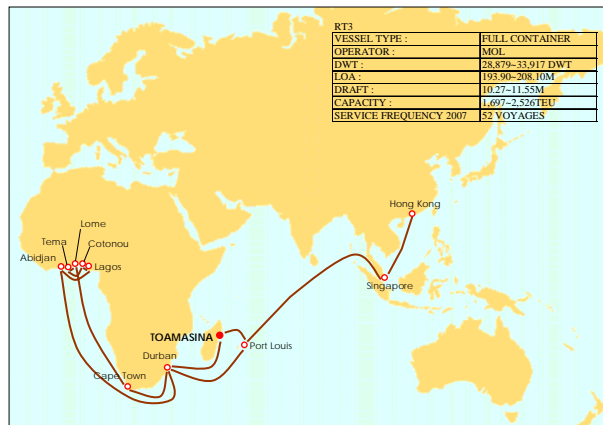 RT3
VESSEL TYPE : FULL CONTAINER
OPERATOR : MOL
DWT : 28,879~33,917 DWT
LOA : 193.90~208.10M
DRAFT : 10.27~11.55M
CAPACITY : 1,697~2,526TEU
SERVICE FREQUENCY 2007 52 VOYAGES
Hong Kong
Lome
Tema
Cotonou
Abidjan
Lagos
Singapore
TOAMASINA
Port Louis
Durban
Cape Town